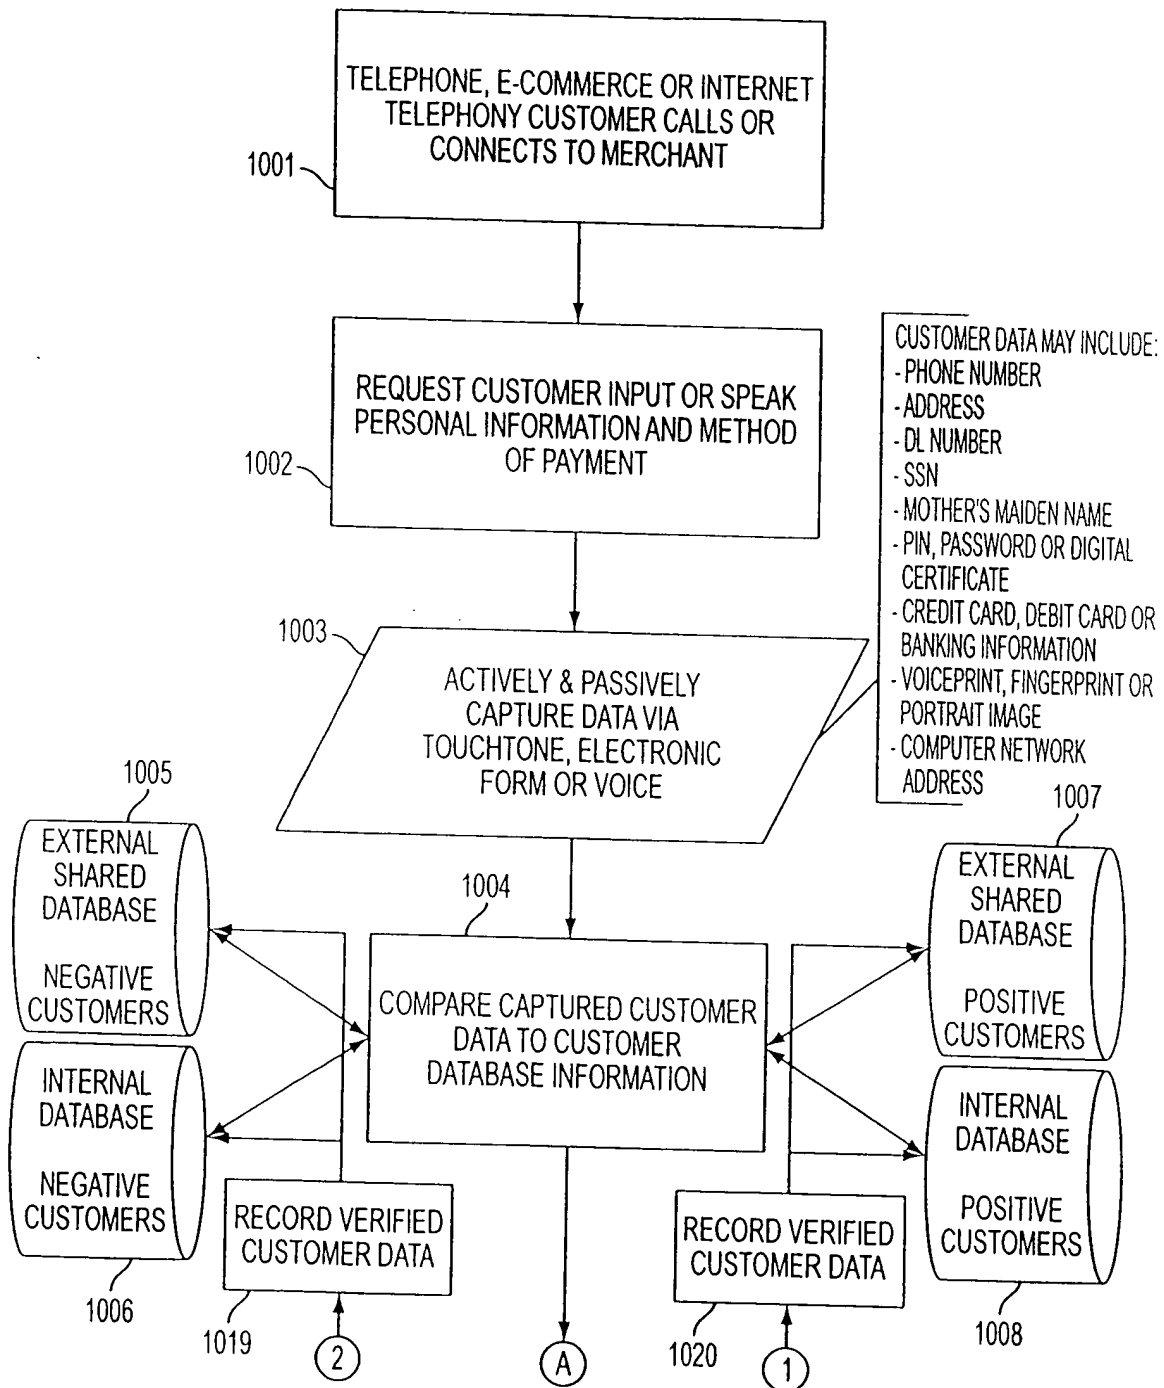 TELEPHONE, E-COMMERCE OR INTERNET
TELEPHONY CUSTOMER CALLS OR
CONNECTS TO MERCHANT
1001
REQUEST CUSTOMER INPUT OR SPEAK
PERSONAL INFORMATION AND METHOD
OF PAYMENT
1002
CUSTOMER DATA MAY INCLUDE:
- PHONE NUMBER
- ADDRESS
- DL NUMBER
- SSN
- MOTHER'S MAIDEN NAME
- PIN, PASSWORD OR DIGITAL
CERTIFICATE
- CREDIT CARD, DEBIT CARD OR
BANKING INFORMATION
- VOICEPRINT, FINGERPRINT OR
PORTRAIT IMAGE
- COMPUTER NETWORK
ADDRESS
1003
ACTIVELY & PASSIVELY
CAPTURE DATA VIA
TOUCHTONE, ELECTRONIC
FORM OR VOICE
1005
EXTERNAL
SHARED
DATABASE
NEGATIVE
CUSTOMERS
1004
COMPARE CAPTURED CUSTOMER
DATA TO CUSTOMER
DATABASE INFORMATION
1007
EXTERNAL
SHARED
DATABASE
POSITIVE
CUSTOMERS
INTERNAL
DATABASE
NEGATIVE
CUSTOMERS
1006
RECORD VERIFIED
CUSTOMER DATA
1019
2
A
RECORD VERIFIED
CUSTOMER DATA
1020
1
INTERNAL
DATABASE
POSITIVE
CUSTOMERS
1008